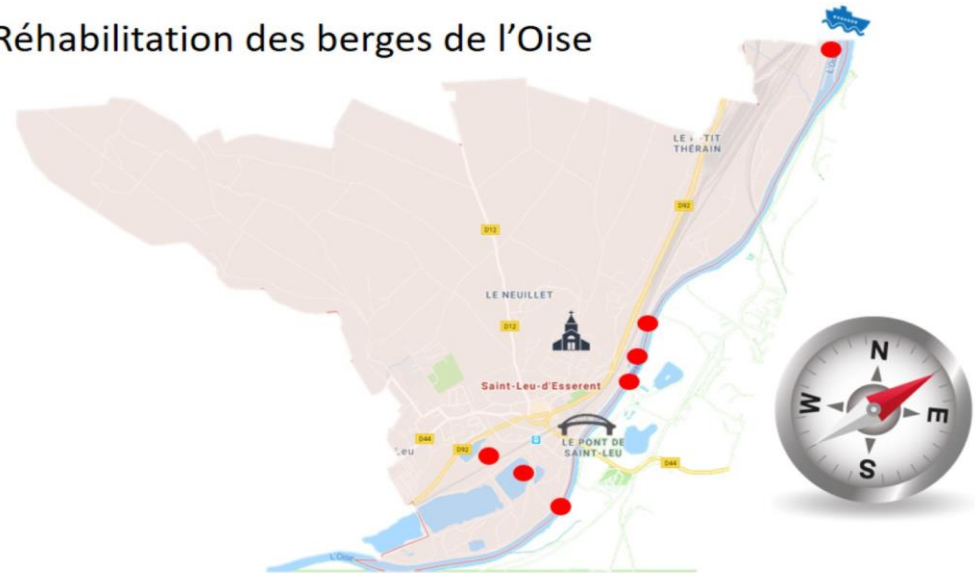 Réhabilitation des berges de l’Oise
LE
TIT
THÉRAIN
D92
D12
LE NEUILLET
D12
N
W
E
S
Saint-Leu-d'Esserent
D44
D92
LE PONT DE
SAINT-LEU
D44
L'Oise